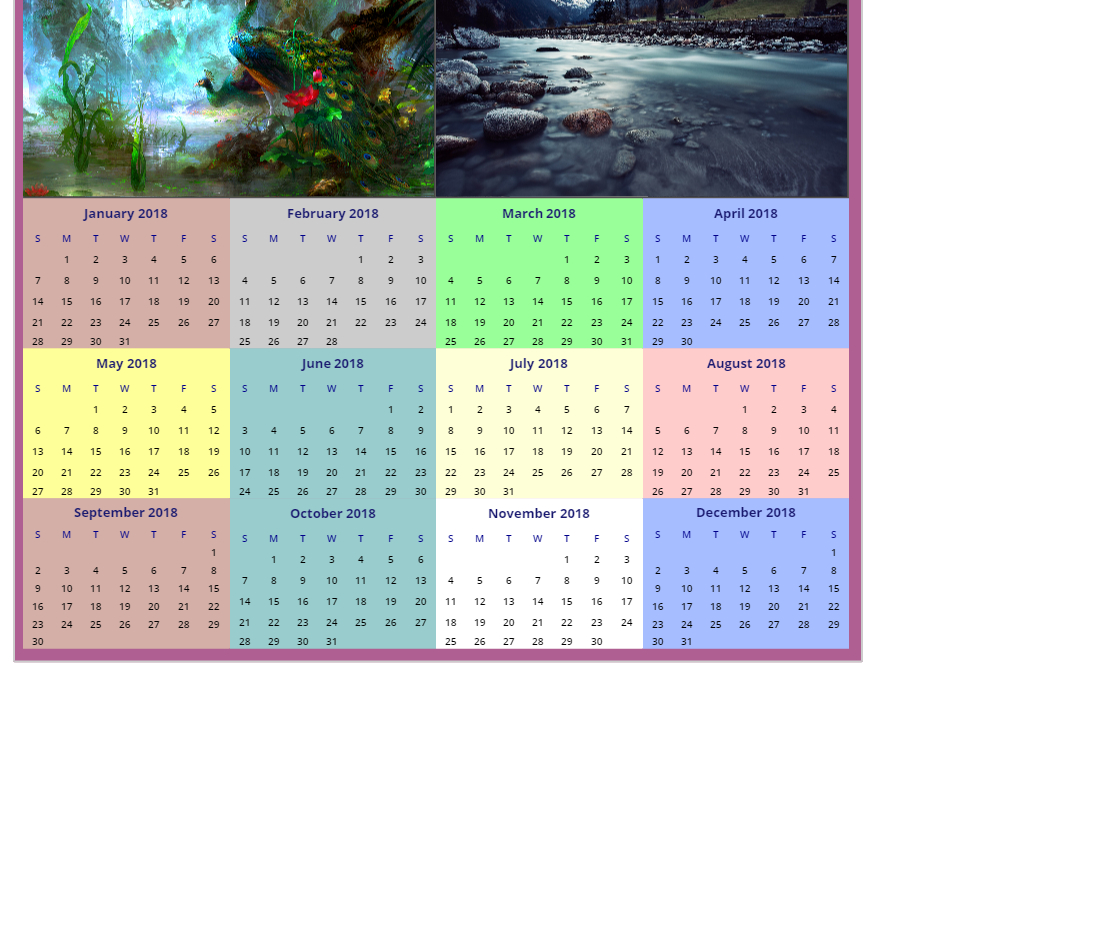 January 2018
S M T W T F S
1 2 3 4 5 6
7 8 9 10 11 12 13
14 15 16 17 18 19 20
21 22 23 24 25 26 27
28 29 30 31
February 2018
S M T W T F S
1 2 3
4 5 6 7 8 9 10
11 12 13 14 15 16 17
18 19 20 21 22 23 24
25 26 27 28
March 2018
S M T W T F S
1 2 3
4 5 6 7 8 9 10
11 12 13 14 15 16 17
18 19 20 21 22 23 24
25 26 27 28 29 30 31
April 2018
S M T W T F S
1 2 3 4 5 6 7
8 9 10 11 12 13 14
15 16 17 18 19 20 21
22 23 24 25 26 27 28
29 30
May 2018
S M T W T F S
1 2 3 4 5
6 7 8 9 10 11 12
13 14 15 16 17 18 19
20 21 22 23 24 25 26
27 28 29 30 31
June 2018
S M T W T F S
1 2
3 4 5 6 7 8 9
10 11 12 13 14 15 16
17 18 19 20 21 22 23
24 25 26 27 28 29 30
July 2018
S M T W T F S
1 2 3 4 5 6 7
8 9 10 11 12 13 14
15 16 17 18 19 20 21
22 23 24 25 26 27 28
29 30 31
August 2018
S M T W T F S
1 2 3 4
5 6 7 8 9 10 11
12 13 14 15 16 17 18
19 20 21 22 23 24 25
26 27 28 29 30 31
September 2018
S M T W T F S
1
2 3 4 5 6 7 8
9 10 11 12 13 14 15
16 17 18 19 20 21 22
23 24 25 26 27 28 29
30
October 2018
S M T W T F S
1 2 3 4 5 6
7 8 9 10 11 12 13
14 15 16 17 18 19 20
21 22 23 24 25 26 27
28 29 30 31
November 2018
S M T W T F S
1 2 3
4 5 6 7 8 9 10
11 12 13 14 15 16 17
18 19 20 21 22 23 24
25 26 27 28 29 30
December 2018
S M T W T F S
1
2 3 4 5 6 7 8
9 10 11 12 13 14 15
16 17 18 19 20 21 22
23 24 25 26 27 28 29
30 31